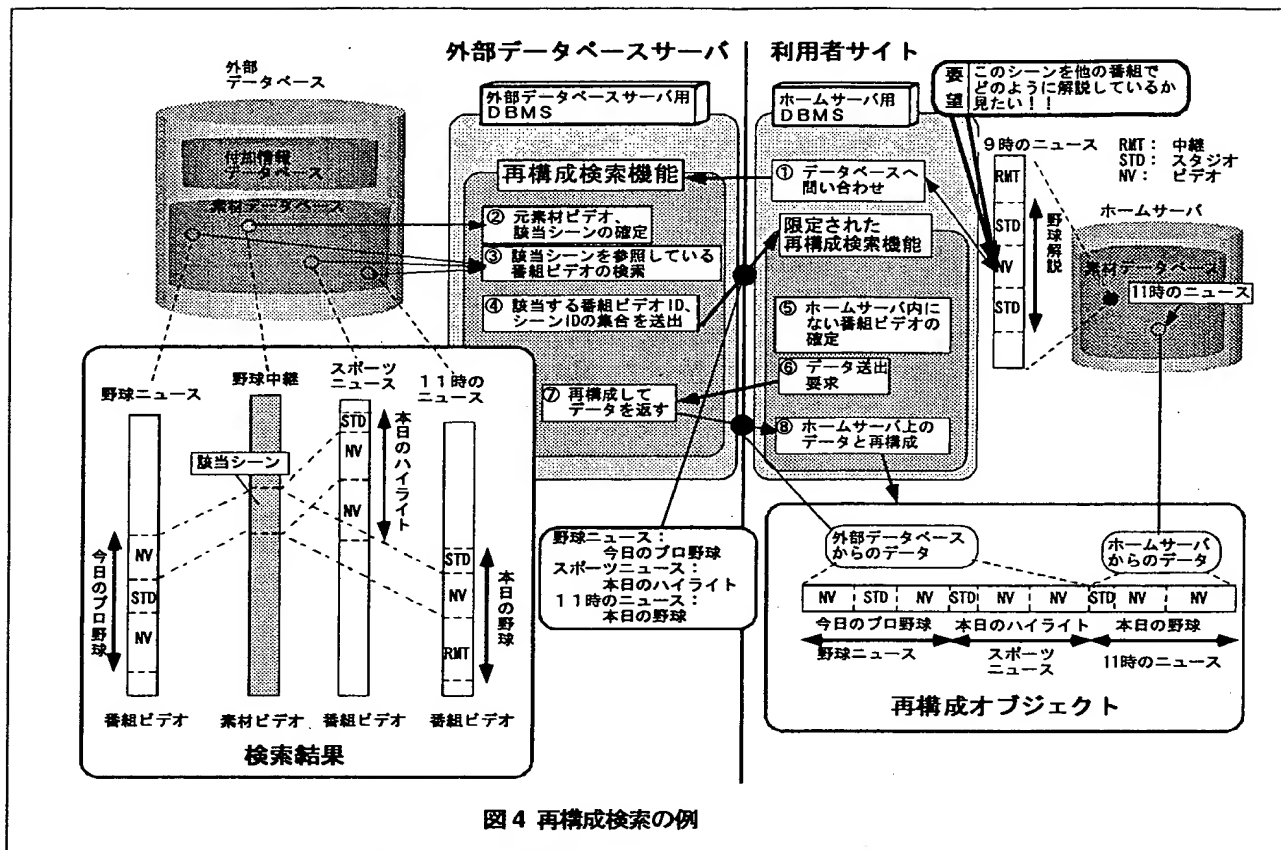 外部データベースサーバ
利用者サイト
外部
データベース
外部データベースサーバ用
DBMS
ホームサーバ用
DBMS
要望
このシーンを他の番組で
どのように解説しているか
見たい！！
付加情報
データベース
素材データベース
再構成検索機能
① データベースへ
問い合わせ
9時のニュース
RMT： 中継
STD： スタジオ
NV： ビデオ
② 元素材ビデオ、
該当シーンの確定
③ 該当シーンを参照している
番組ビデオの検索
④ 該当する番組ビデオID、
シーンIDの集合を送出
限定された
再構成検索機能
RMT
STD
NV
STD
野球解説
ホームサーバ
素材データベース
11時のニュース
⑤ ホームサーバ内に
ない番組ビデオの
確定
⑥ データ送出
要求
⑦ 再構成して
データを返す
⑧ ホームサーバ上の
データと再構成
野球ニュース
野球中継
スポーツ
ニュース
11時の
ニュース
該当シーン
STD
NV
NV
本日のハイライト
今日のプロ野球
NV
STD
NV
STD
NV
RMT
本日の野球
番組ビデオ
素材ビデオ
番組ビデオ
番組ビデオ
検索結果
野球ニュース：
今日のプロ野球
スポーツニュース：
本日のハイライト
11時のニュース：
本日の野球
外部データベース
からのデータ
ホームサーバ
からのデータ
NV STD NV STD NV NV STD NV NV
今日のプロ野球 本日のハイライト 本日の野球
野球ニュース スポーツ
ニュース 11時のニュース
再構成オブジェクト
図4 再構成検索の例